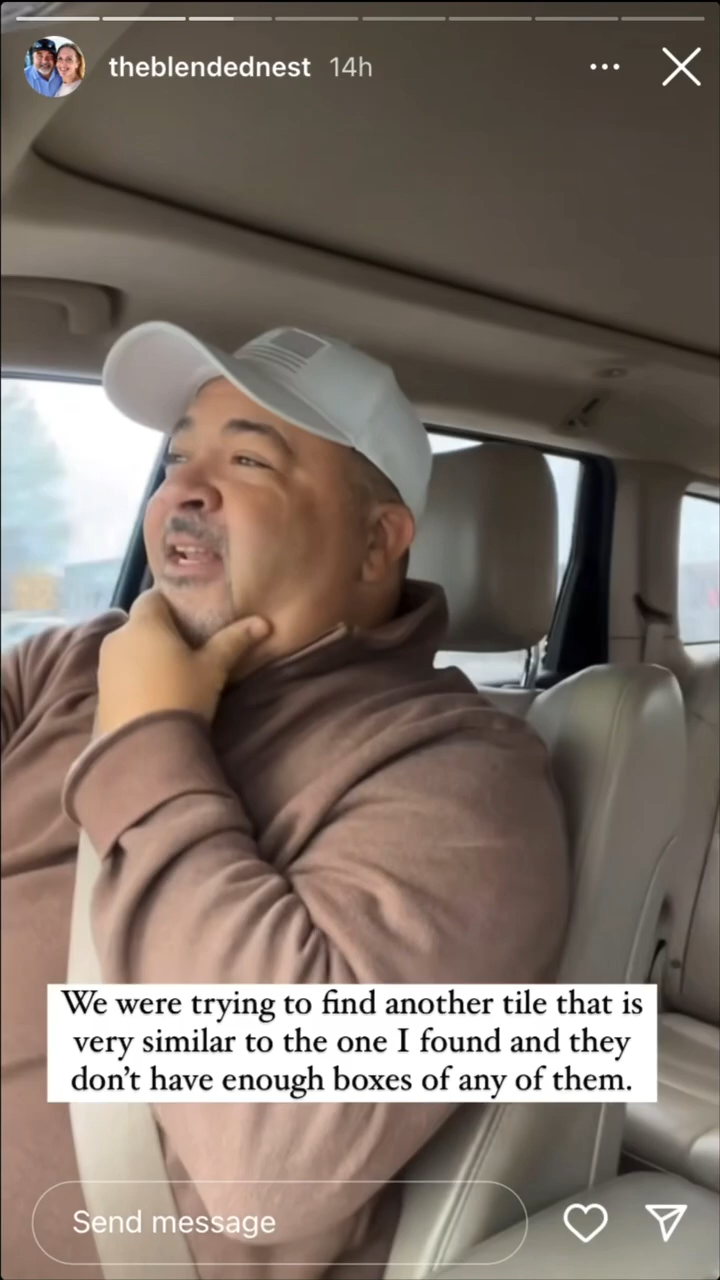 theblendednest 14h
We were trying to find another tile that is
very similar to the one I found and they
don't have enough boxes of any of them.
Send message